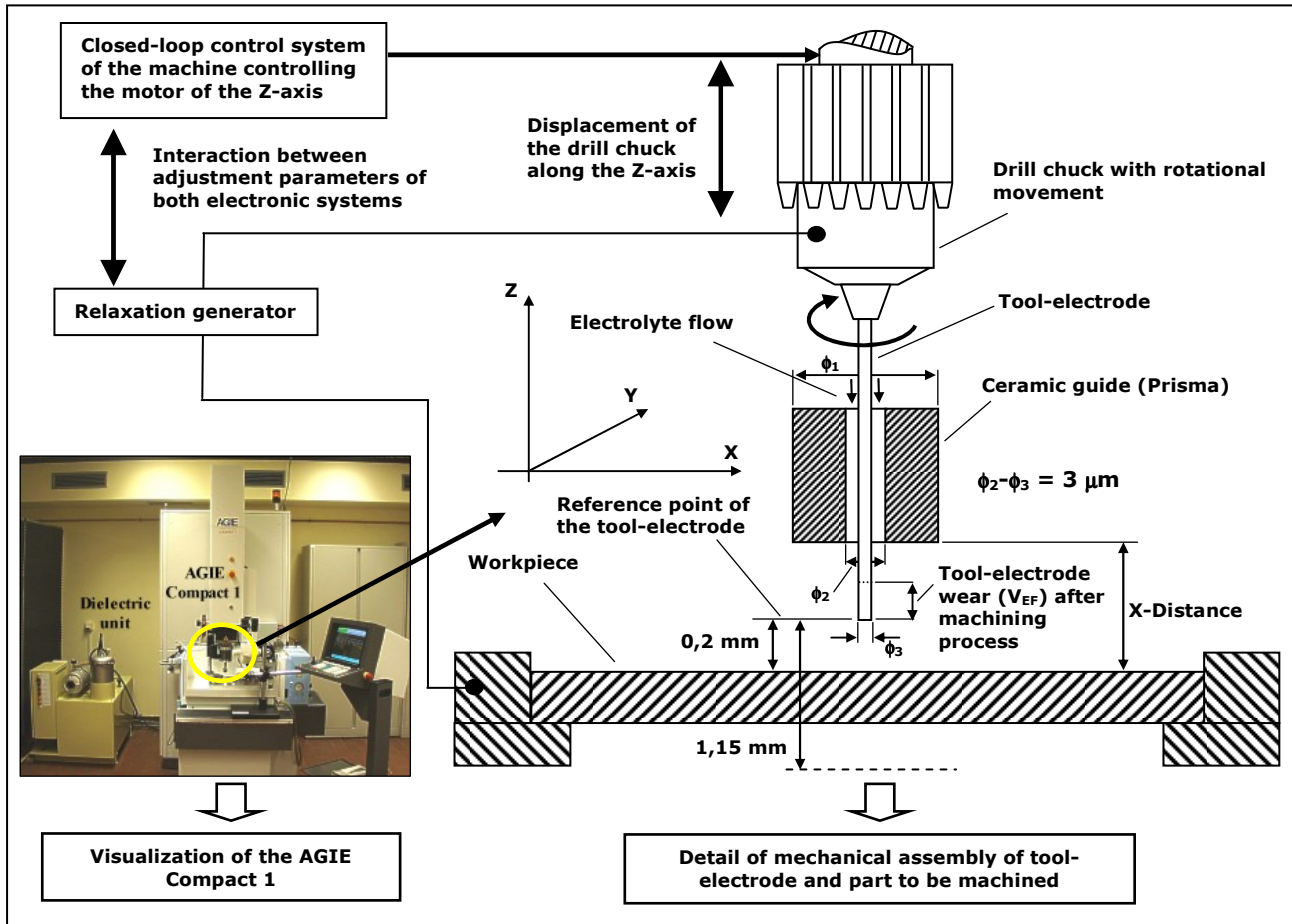 Closed-loop control system
of the machine controlling
the motor of the Z-axis
Displacement of
the drill chuck
along the Z-axis
Interaction between
adjustment parameters of
both electronic systems
Drill chuck with rotational
movement
Relaxation generator
Z
Y
X
Electrolyte flow
Tool-electrode
ϕ1
Ceramic guide (Prisma)
ϕ2-ϕ3 = 3 μm
Reference point of
the tool-electrode
Workpiece
ϕ2
Tool-electrode
wear (VEF) after
machining
process
X-Distance
0,2 mm
ϕ3
1,15 mm
AGIE
AGIE
Compact 1
Dielectric
unit
Visualization of the AGIE
Compact 1
Detail of mechanical assembly of tool-
electrode and part to be machined